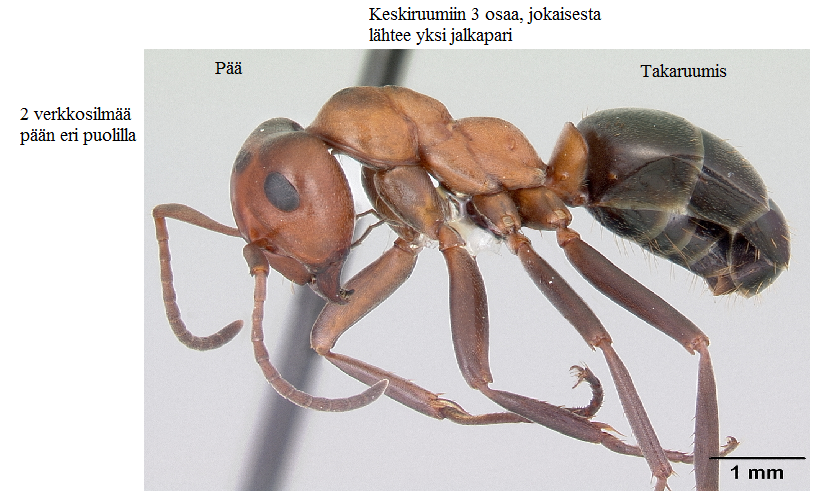 Keskiruumiin 3 osaa, jokaisesta
lähtee yksi jalkapari
Pää
Takaruumis
2 verkkosilmää
pään eri puolilla
1 mm